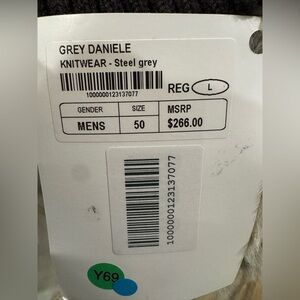 GREY DANIELE
KNITWEAR - Steel grey
1000000123137077
REG L
GENDER SIZE MSRP
MENS 50 $266.00
1000000123137077
Y69